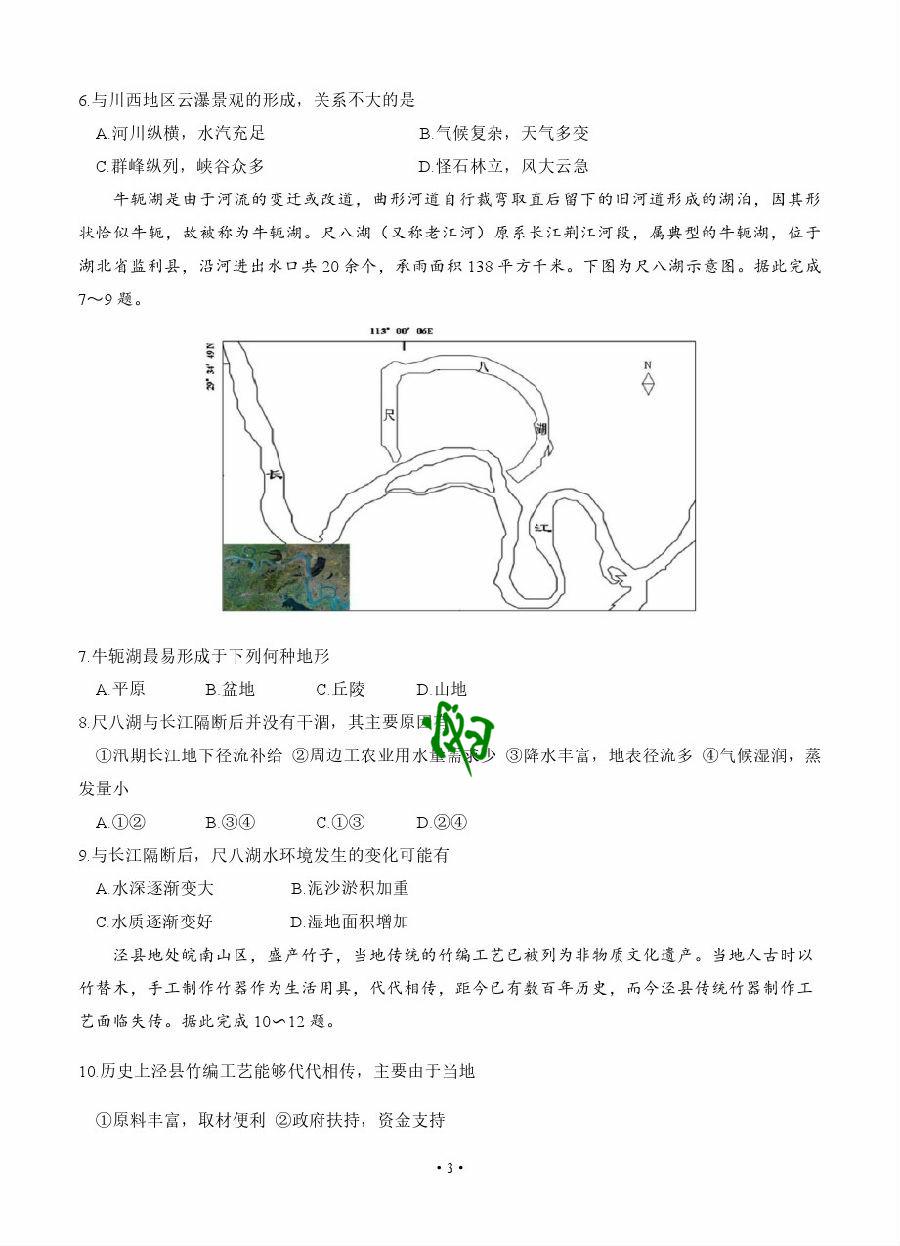 6.与川西地区云瀑景观的形成，关系不大的是
A.河川纵横，水汽充足 B.气候复杂，天气多变
C.群峰纵列，峡谷众多 D.怪石林立，风大云急
牛轭湖是由于河流的变迁或改道，曲形河道自行裁弯取直后留下的旧河道形成的湖泊，因其形
状恰似牛轭，故被称为牛轭湖。尺八湖（又称老江河）原系长江荆江河段，属典型的牛轭湖，位于
湖北省监利县，沿河进出水口共 20 余个，承雨面积 138 平方千米。下图为尺八湖示意图。据此完成
7～9 题。
113° 00′ 06E
29° 34′ 49N
N
八
尺
湖
长
江
7.牛轭湖最易形成于下列何种地形
A.平原 B.盆地 C.丘陵 D.山地
8.尺八湖与长江隔断后并没有干涸，其主要原因
①汛期长江地下径流补给 ②周边工农业用水量需求少 ③降水丰富，地表径流多 ④气候湿润，蒸
发量小
A.①② B.③④ C.①③ D.②④
9.与长江隔断后，尺八湖水环境发生的变化可能有
A.水深逐渐变大 B.泥沙淤积加重
C.水质逐渐变好 D.湿地面积增加
泾县地处皖南山区，盛产竹子，当地传统的竹编工艺已被列为非物质文化遗产。当地人古时以
竹替木，手工制作竹器作为生活用具，代代相传，距今已有数百年历史，而今泾县传统竹器制作工
艺面临失传。据此完成 10～12 题。
10.历史上泾县竹编工艺能够代代相传，主要由于当地
①原料丰富，取材便利 ②政府扶持，资金支持
• 3 •